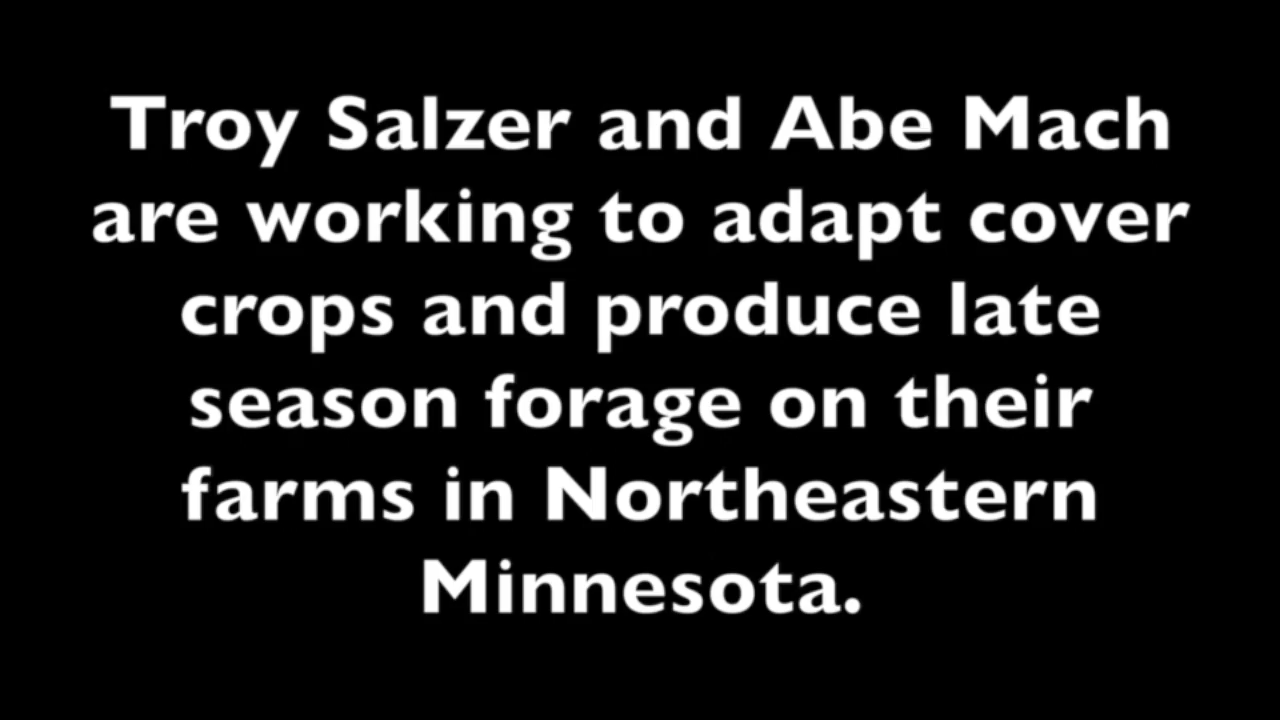 Troy Salzer and Abe Mach
are working to adapt cover
crops and produce late
season forage on their
farms in Northeastern
Minnesota.